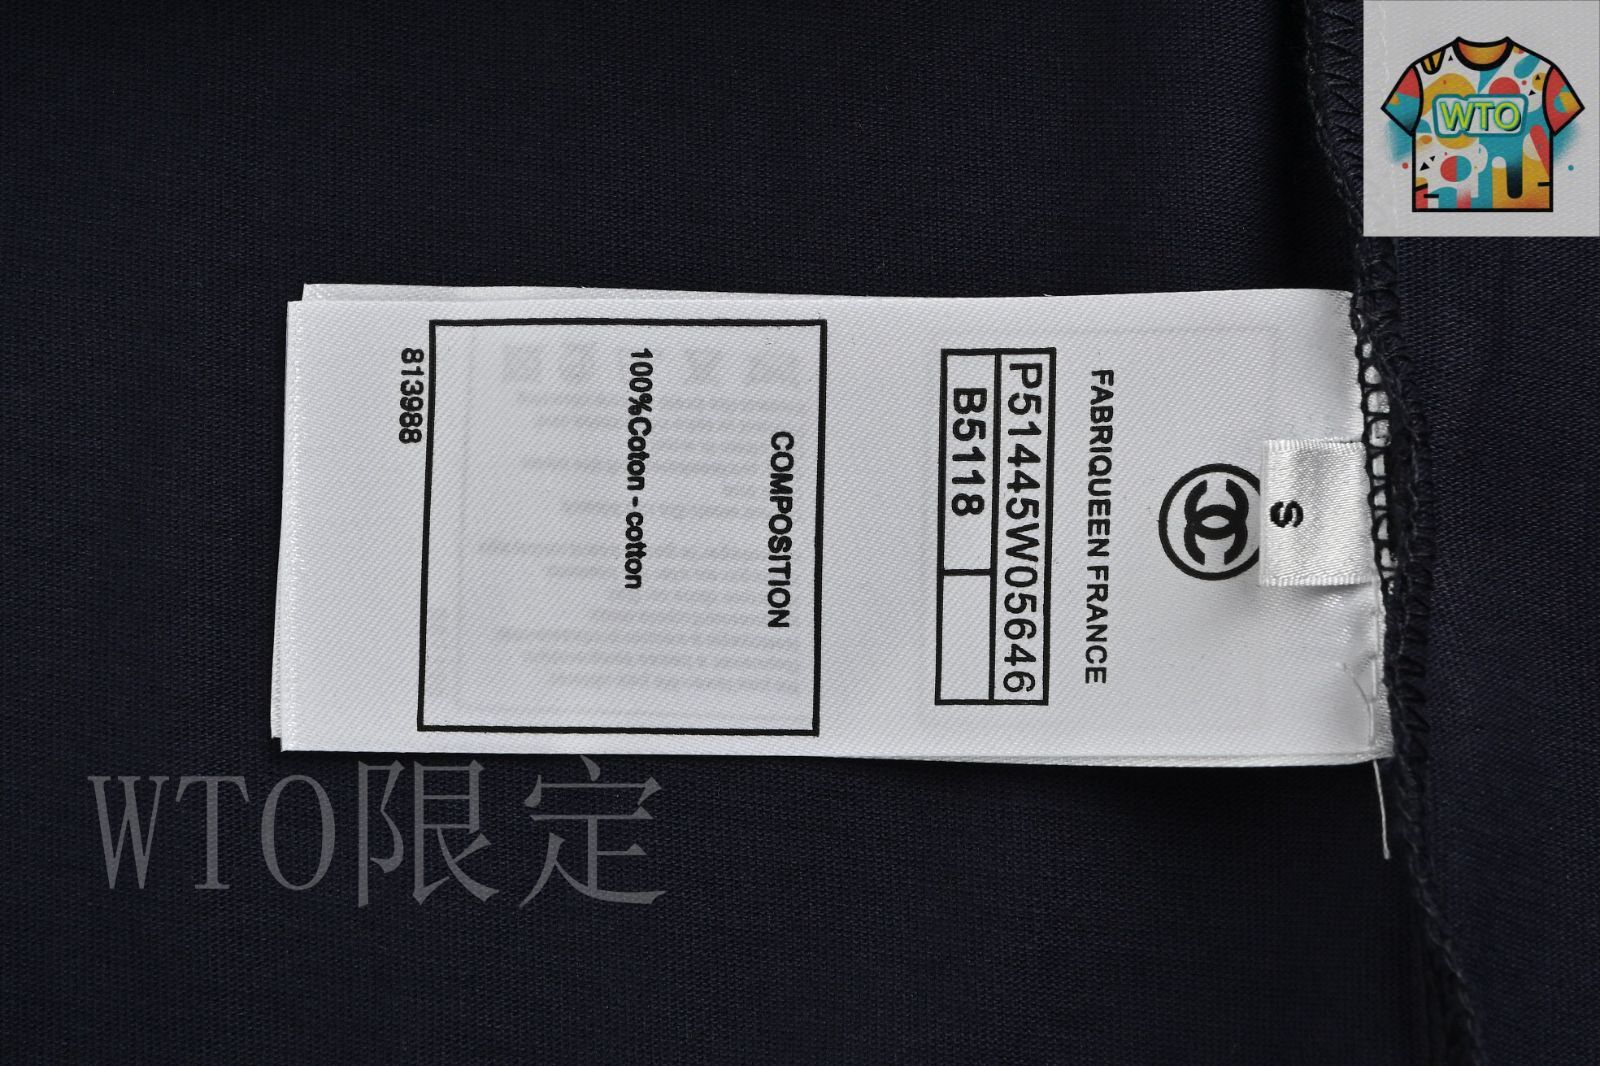 WTO
S
FABRIQUEEN FRANCE
P51445W05646
B5118
COMPOSITION
100%Coton - cotton
813988
WTO限定